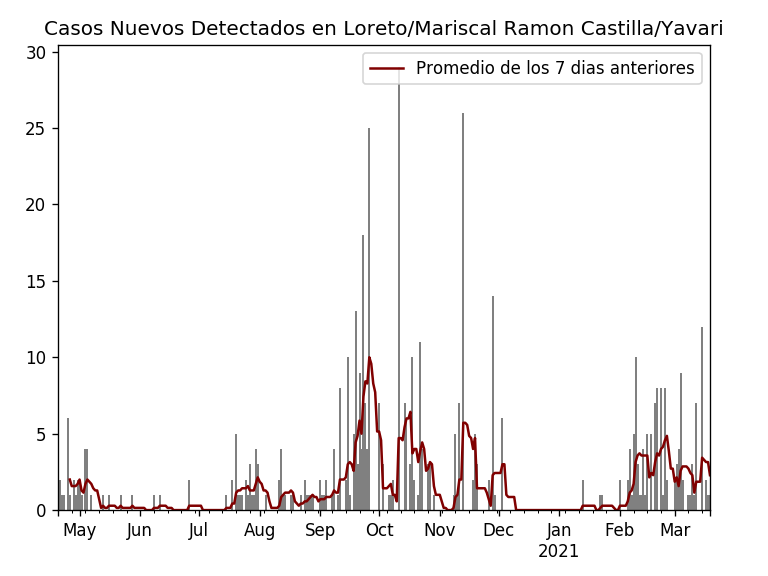 Casos Nuevos Detectados en Loreto/Mariscal Ramon Castilla/Yavari
Promedio de los 7 dias anteriores
30
25
20
15
10
5
0
May Jun Jul Aug Sep Oct Nov Dec Jan Feb Mar
2021